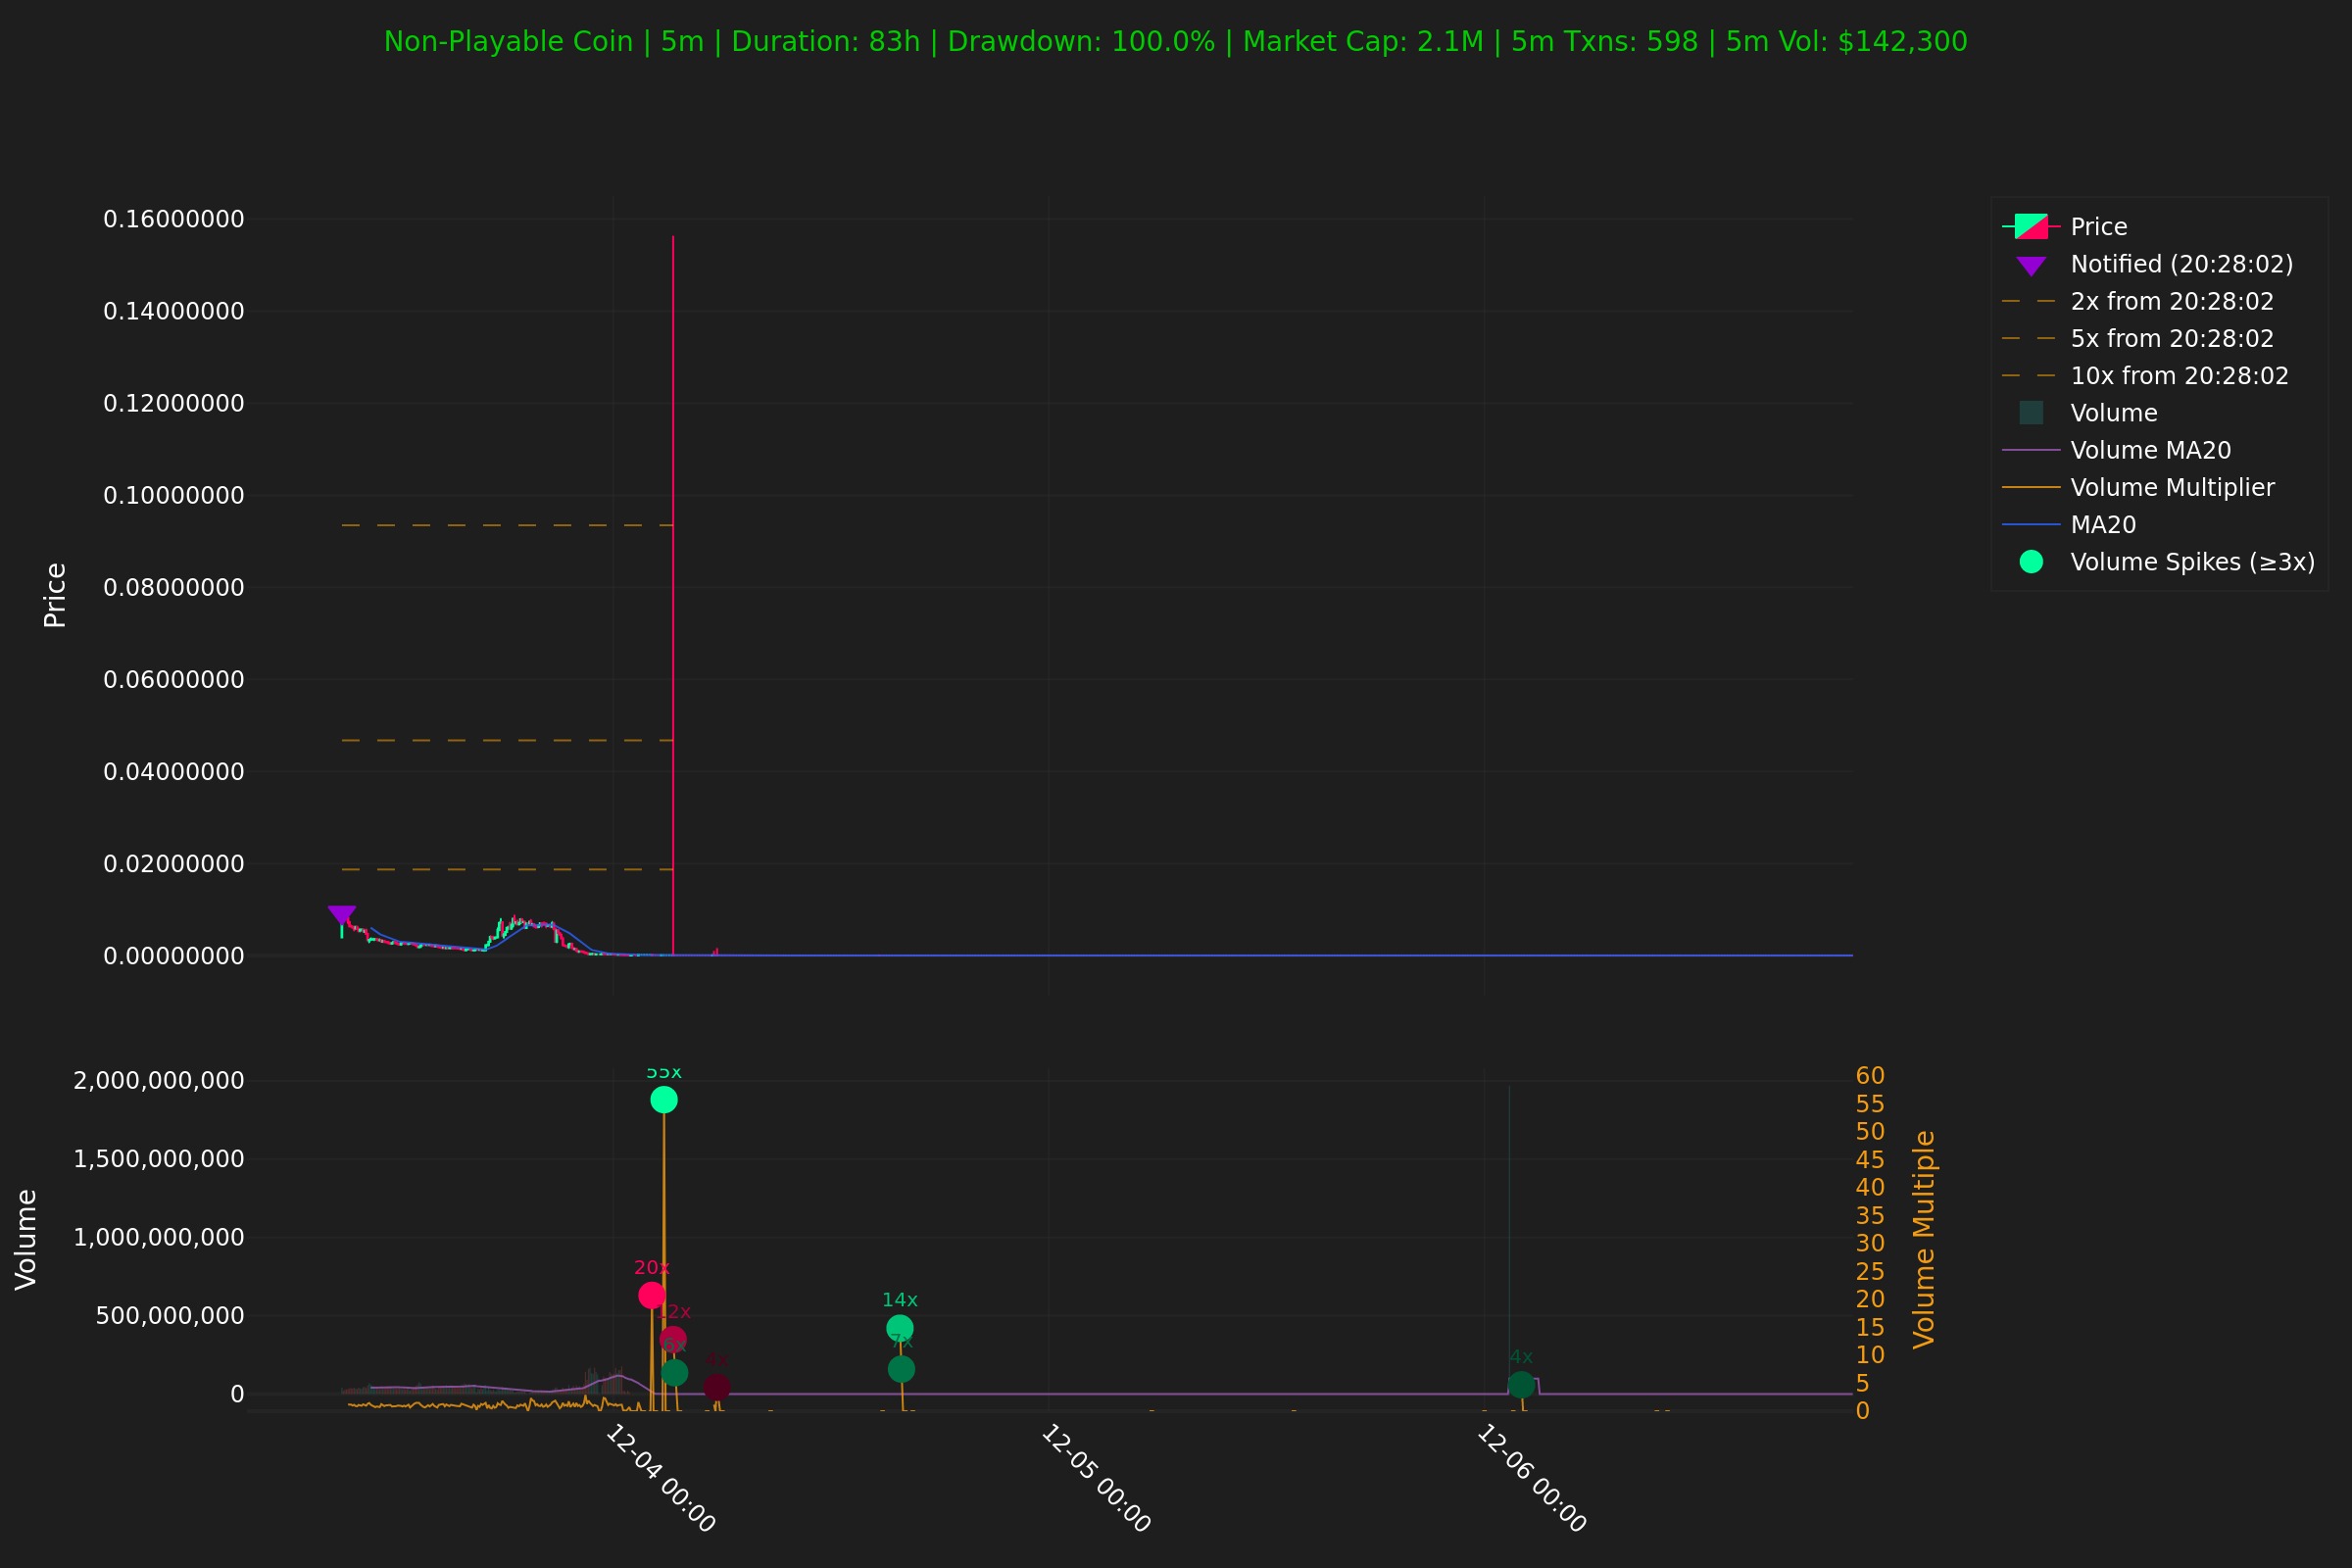 Non-Playable Coin | 5m | Duration: 83h | Drawdown: 100.0% | Market Cap: 2.1M | 5m Txns: 598 | 5m Vol: $142,300
Price
0.16000000
0.14000000
0.12000000
0.10000000
0.08000000
0.06000000
0.04000000
0.02000000
0.00000000
Price
Notified (20:28:02)
2x from 20:28:02
5x from 20:28:02
10x from 20:28:02
Volume
Volume MA20
Volume Multiplier
MA20
Volume Spikes (≥3x)
Volume
2,000,000,000
1,500,000,000
1,000,000,000
500,000,000
0
55x
20x
12x
6x
4x
14x
7x
4x
60
55
50
45
40
35
30
25
20
15
10
5
0
Volume Multiple
12-04 00:00
12-05 00:00
12-06 00:00